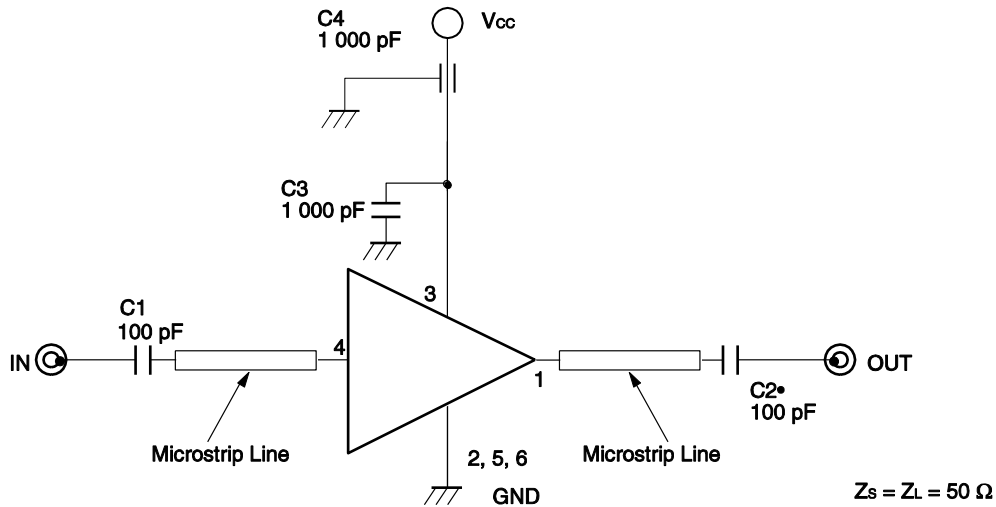 C4
1 000 pF
Vcc
C3
1 000 pF
3
C1
100 pF
IN
4
1
OUT
C2•
100 pF
Microstrip Line
Microstrip Line
2, 5, 6
GND
ZS = ZL = 50 Ω